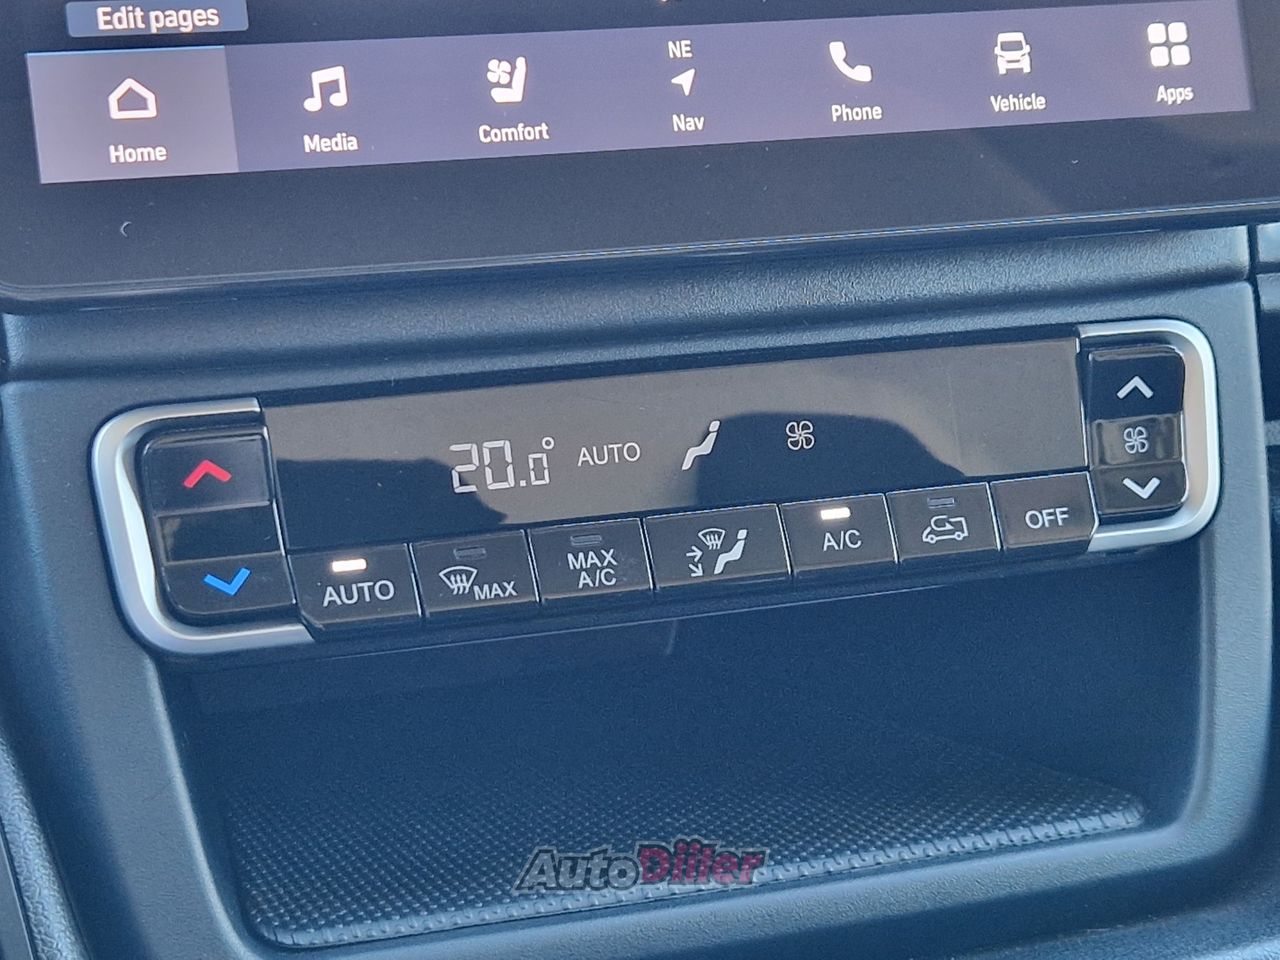 Edit pages
Home
Media
Comfort
NE
Nav
Phone
Vehicle
Apps
20.0° AUTO
AUTO
MAX
MAX
A/C
A/C
OFF
AutoDiiler